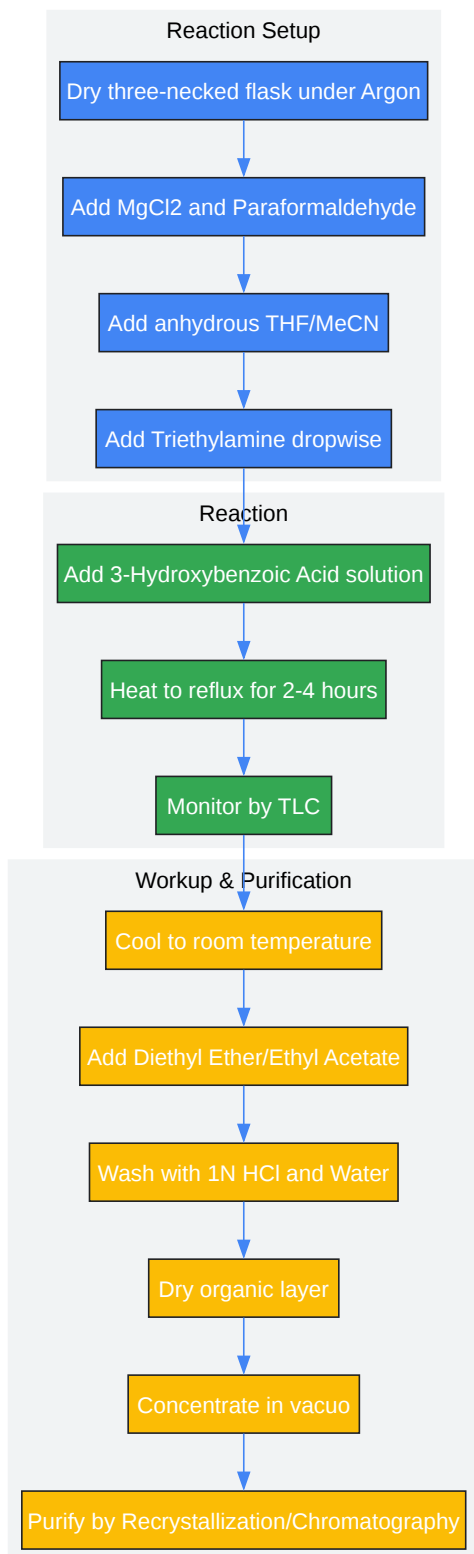 Reaction Setup
Dry three-necked flask under Argon
Add MgCl2 and Paraformaldehyde
Add anhydrous THF/MeCN
Add Triethylamine dropwise
Reaction
Add 3-Hydroxybenzoic Acid solution
Heat to reflux for 2-4 hours
Monitor by TLC
Workup & Purification
Cool to room temperature
Add Diethyl Ether/Ethyl Acetate
Wash with 1N HCl and Water
Dry organic layer
Concentrate in vacuo
Purify by Recrystallization/Chromatography